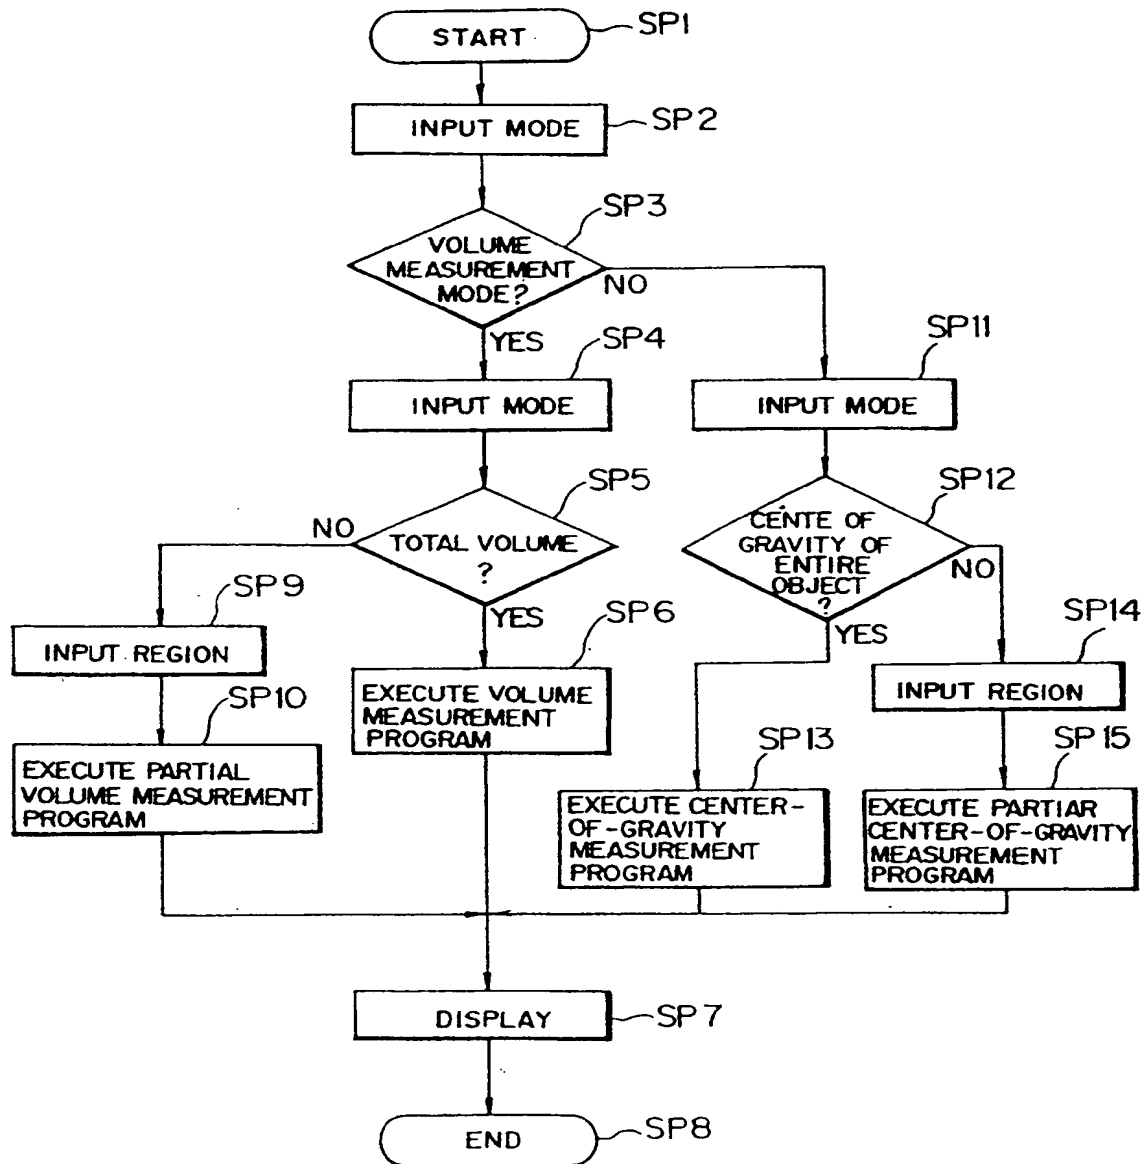 START
SP1
INPUT MODE
SP2
SP3
VOLUME
MEASUREMENT
MODE?
NO
YES
SP4
INPUT MODE
SP11
INPUT MODE
SP5
TOTAL VOLUME
?
NO
YES
SP12
CENTE OF
GRAVITY OF
ENTIRE
OBJECT
?
NO
YES
SP9
INPUT REGION
SP6
EXECUTE VOLUME
MEASUREMENT
PROGRAM
SP14
INPUT REGION
SP10
EXECUTE PARTIAL
VOLUME MEASUREMENT
PROGRAM
SP13
EXECUTE CENTER-
OF-GRAVITY
MEASUREMENT
PROGRAM
SP15
EXECUTE PARTIAR
CENTER-OF-GRAVITY
MEASUREMENT
PROGRAM
DISPLAY
SP7
END
SP8